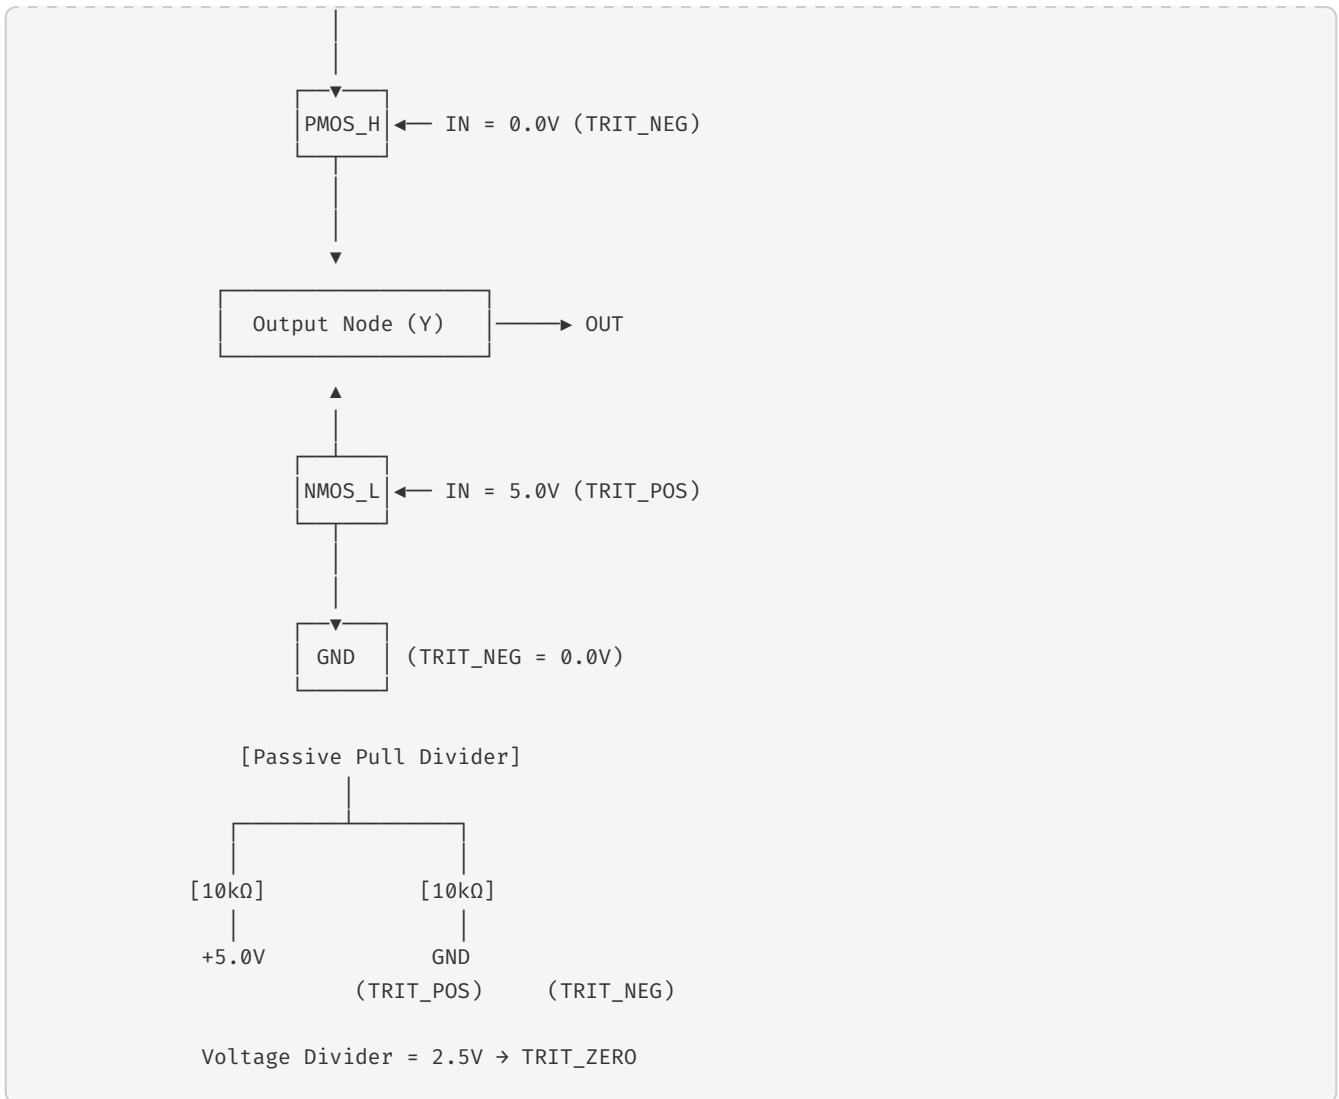 PMOS_H ◄── IN = 0.0V (TRIT_NEG)
Output Node (Y) ─────► OUT
NMOS_L ◄── IN = 5.0V (TRIT_POS)
GND (TRIT_NEG = 0.0V)
[Passive Pull Divider]
[10kΩ] [10kΩ]
+5.0V GND
(TRIT_POS) (TRIT_NEG)
Voltage Divider = 2.5V → TRIT_ZERO